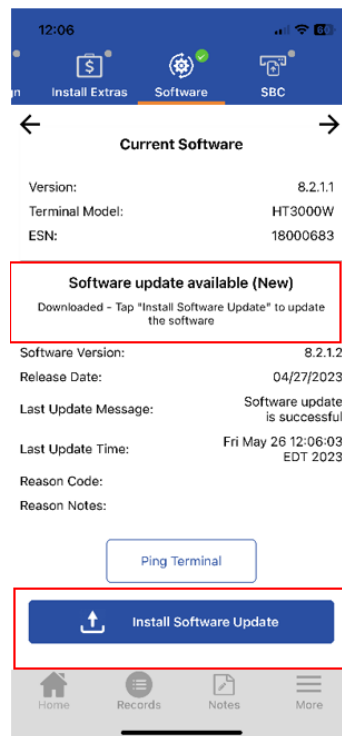 12:06
Install Extras
Software
SBC
Current Software
Version: 8.2.1.1
Terminal Model: HT3000W
ESN: 18000683
Software update available (New)
Downloaded - Tap "Install Software Update" to update
the software
Software Version: 8.2.1.2
Release Date: 04/27/2023
Last Update Message: Software update
is successful
Last Update Time: Fri May 26 12:06:03
EDT 2023
Reason Code:
Reason Notes:
Ping Terminal
Install Software Update
Home
Records
Notes
More